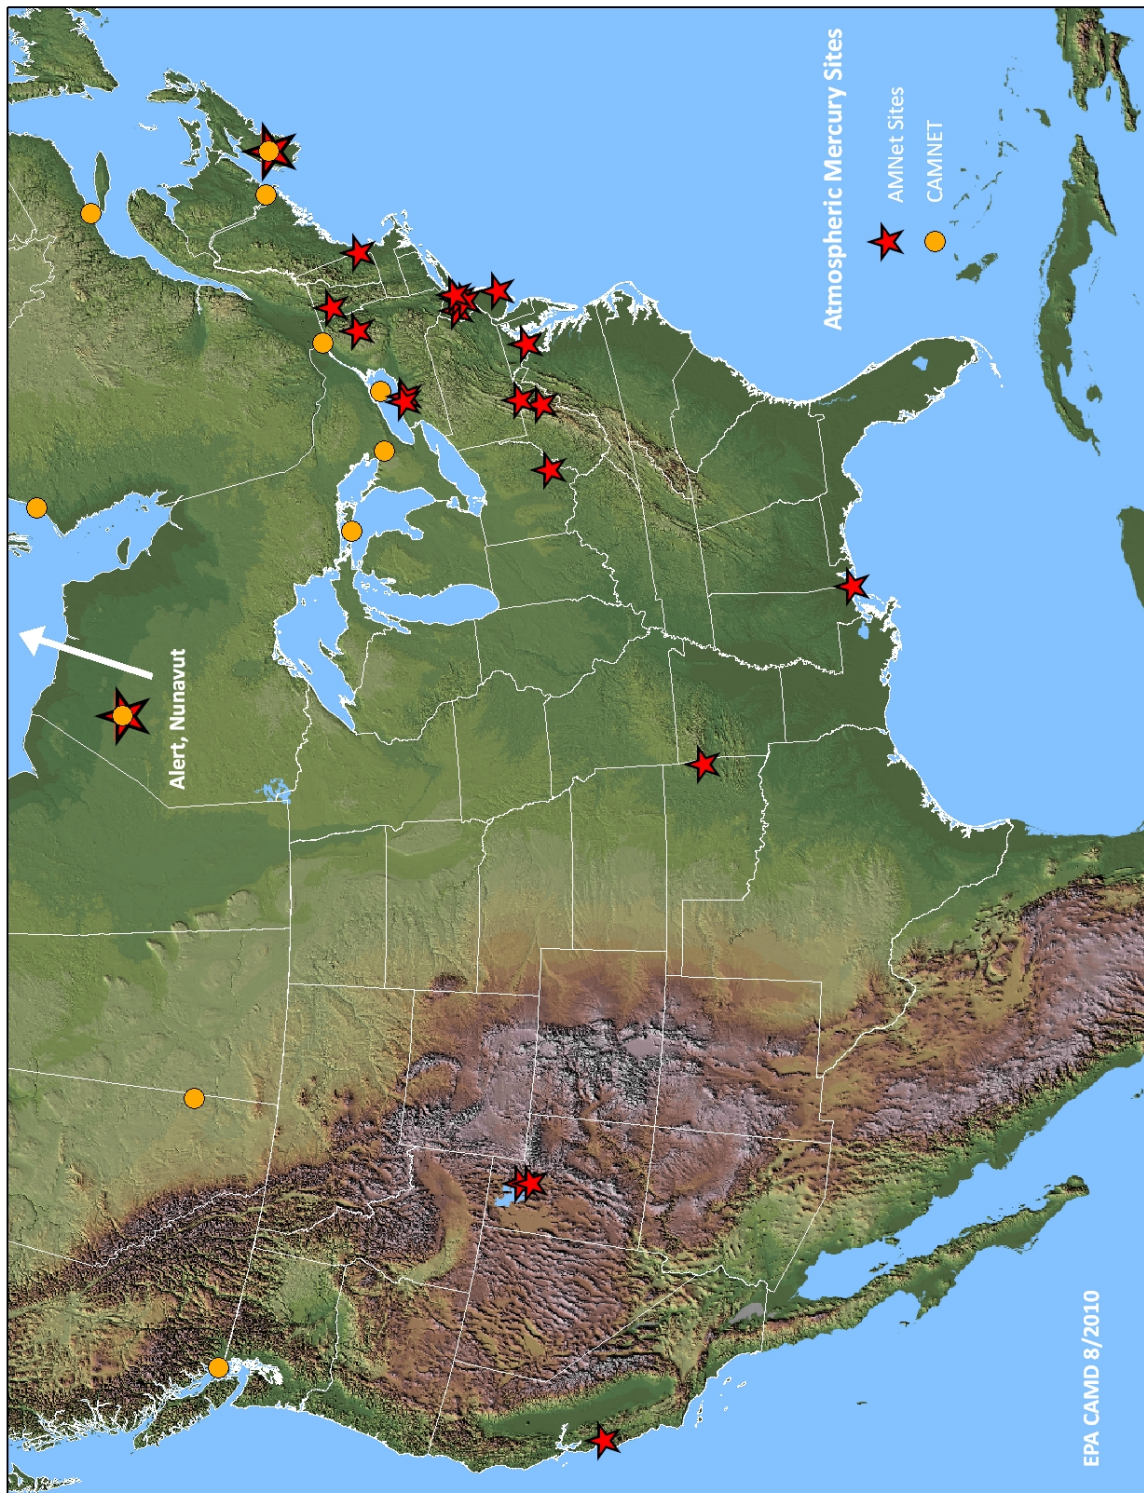 Alert, Nunavut
Atmospheric Mercury Sites
AMNet Sites
CAMNET
EPA CAMD 8/2010